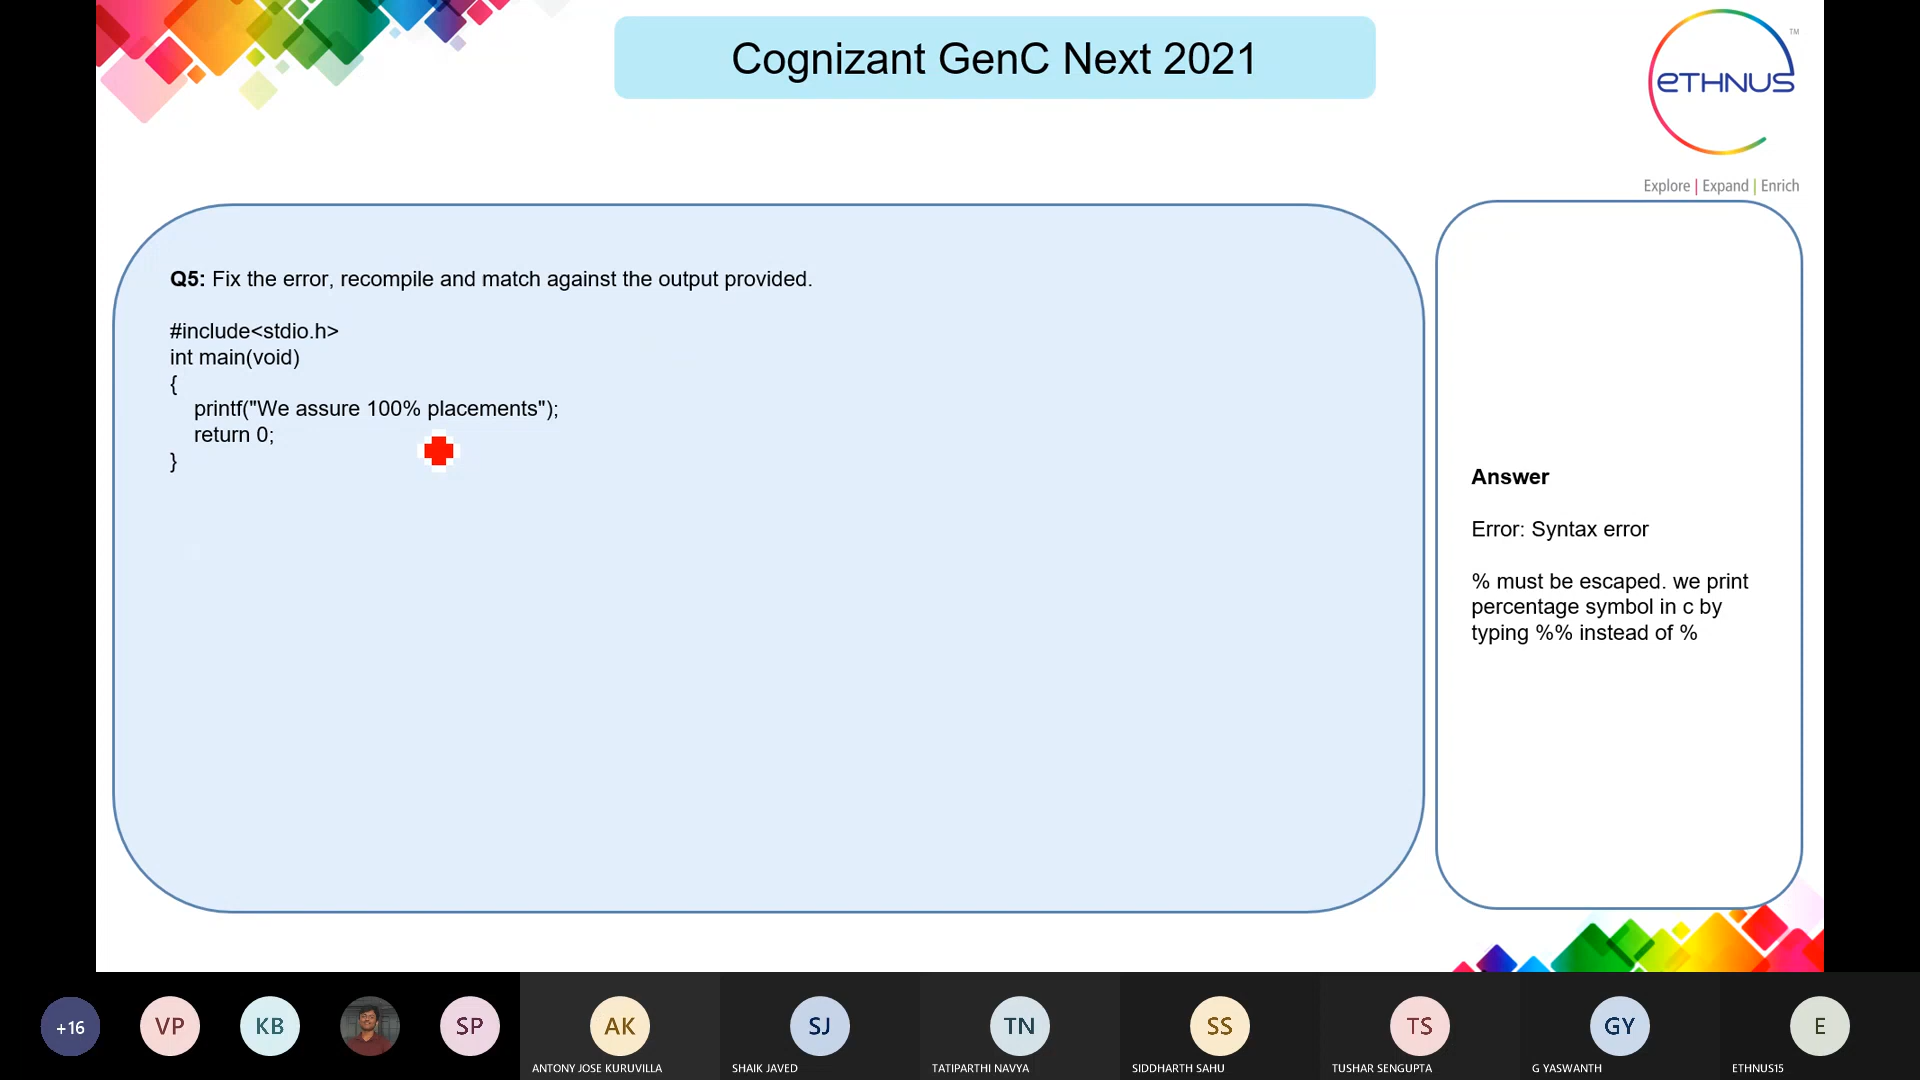 Cognizant GenC Next 2021
eTHNUS
TM
Explore | Expand | Enrich
Q5: Fix the error, recompile and match against the output provided.
#include<stdio.h>
int main(void)
{
printf("We assure 100% placements");
return 0;
}
Answer
Error: Syntax error
% must be escaped. we print
percentage symbol in c by
typing %% instead of %
+16
VP
KB
SP
AK
SJ
TN
SS
TS
GY
E
ANTONY JOSE KURUVILLA
SHAIK JAVED
TATIPARTHI NAVYA
SIDDHARTH SAHU
TUSHAR SENGUPTA
G YASWANTH
ETHNUS15